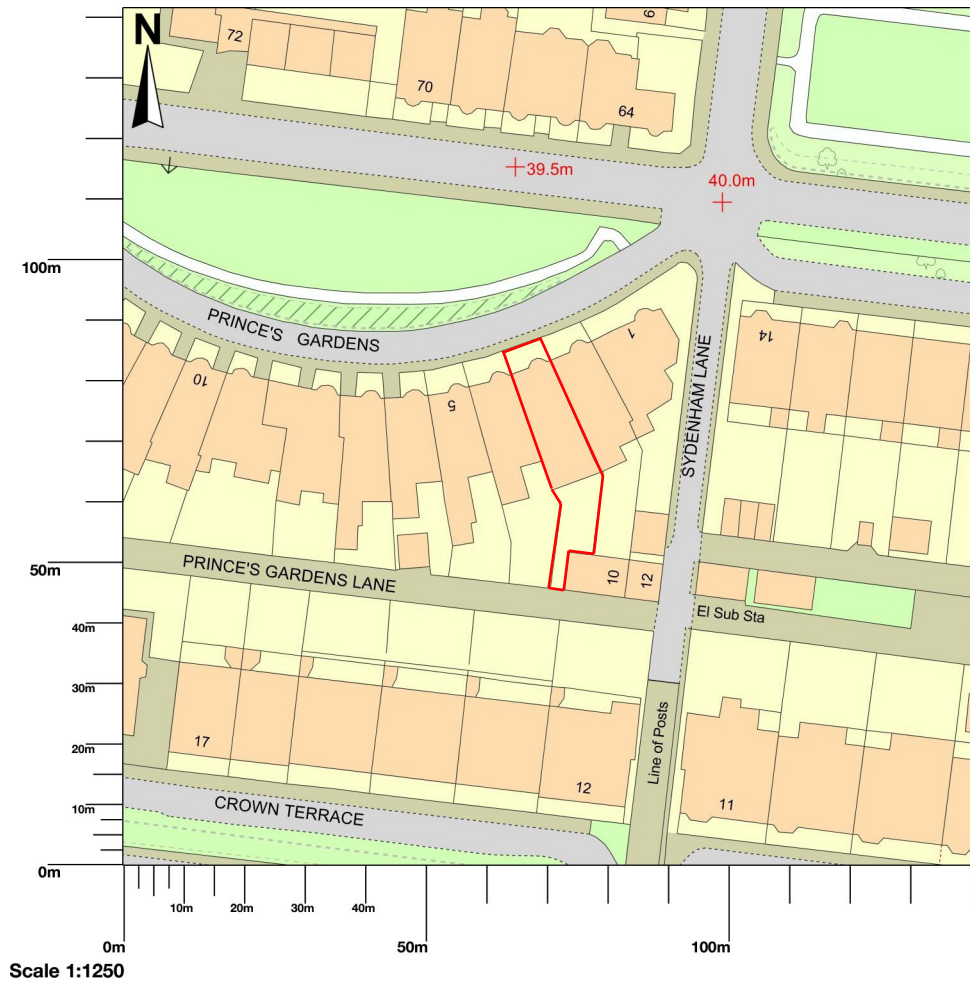 N
72
70
64
9
39.5m
40.0m
100m
PRINCE'S GARDENS
SYDENHAM LANE
1
14
10
5
50m
PRINCE'S GARDENS LANE
10
12
El Sub Sta
40m
30m
20m
10m
0m
17
12
Line of Posts
11
CROWN TERRACE
10m
20m
30m
40m
0m
50m
100m
Scale 1:1250